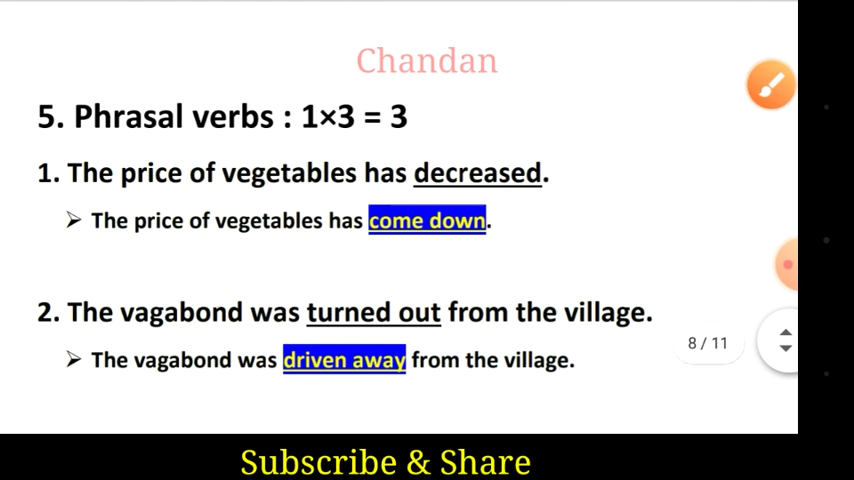 Chandan
5. Phrasal verbs : 1×3 = 3
1. The price of vegetables has decreased.
➢ The price of vegetables has come down.
2. The vagabond was turned out from the village.
8 / 11
➢ The vagabond was driven away from the village.
Subscribe & Share